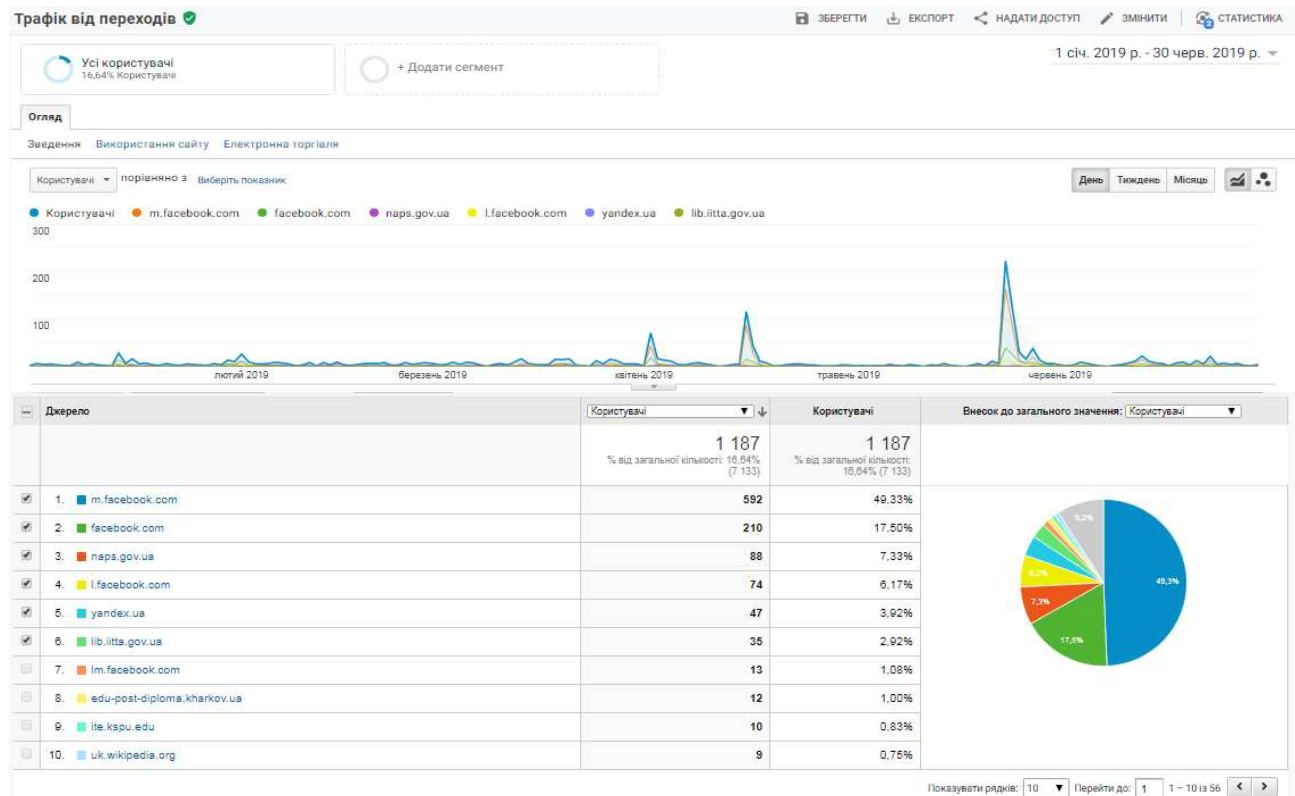 Трафік від переходів
ЗБЕРЕГТИ ЕКСПОРТ НАДАТИ ДОСТУП ЗМІНИТИ 2 СТАТИСТИКА
Усі користувачі
16,64% Користувачі
+ Додати сегмент
1 січ. 2019 р. - 30 черв. 2019 р.
Огляд
Зведення Використання сайту Електронна торгівля
Користувачі порівняно з Виберіть показник
День Тиждень Місяць
Користувачі m.facebook.com facebook.com naps.gov.ua l.facebook.com yandex.ua lib.iitta.gov.ua
300
200
100
лютий 2019 березень 2019 квітень 2019 травень 2019 червень 2019
Джерело Користувачі Користувачі Внесок до загального значення: Користувачі
1 187 1 187
% від загальної кількості: 16,64% (7 133) % від загальної кількості: 16,64% (7 133)
1. m.facebook.com 592 49,33%
2. facebook.com 210 17,50%
3. naps.gov.ua 88 7,33%
4. l.facebook.com 74 6,17%
5. yandex.ua 47 3,92%
6. lib.iitta.gov.ua 35 2,92%
7. lm.facebook.com 13 1,08%
8. edu-post-diploma.kharkov.ua 12 1,00%
9. ite.kspu.edu 10 0,83%
10. uk.wikipedia.org 9 0,75%
9,2%
49,3%
7,3%
17,5%
Показувати рядків: 10 Перейти до: 1 1 – 10 із 56